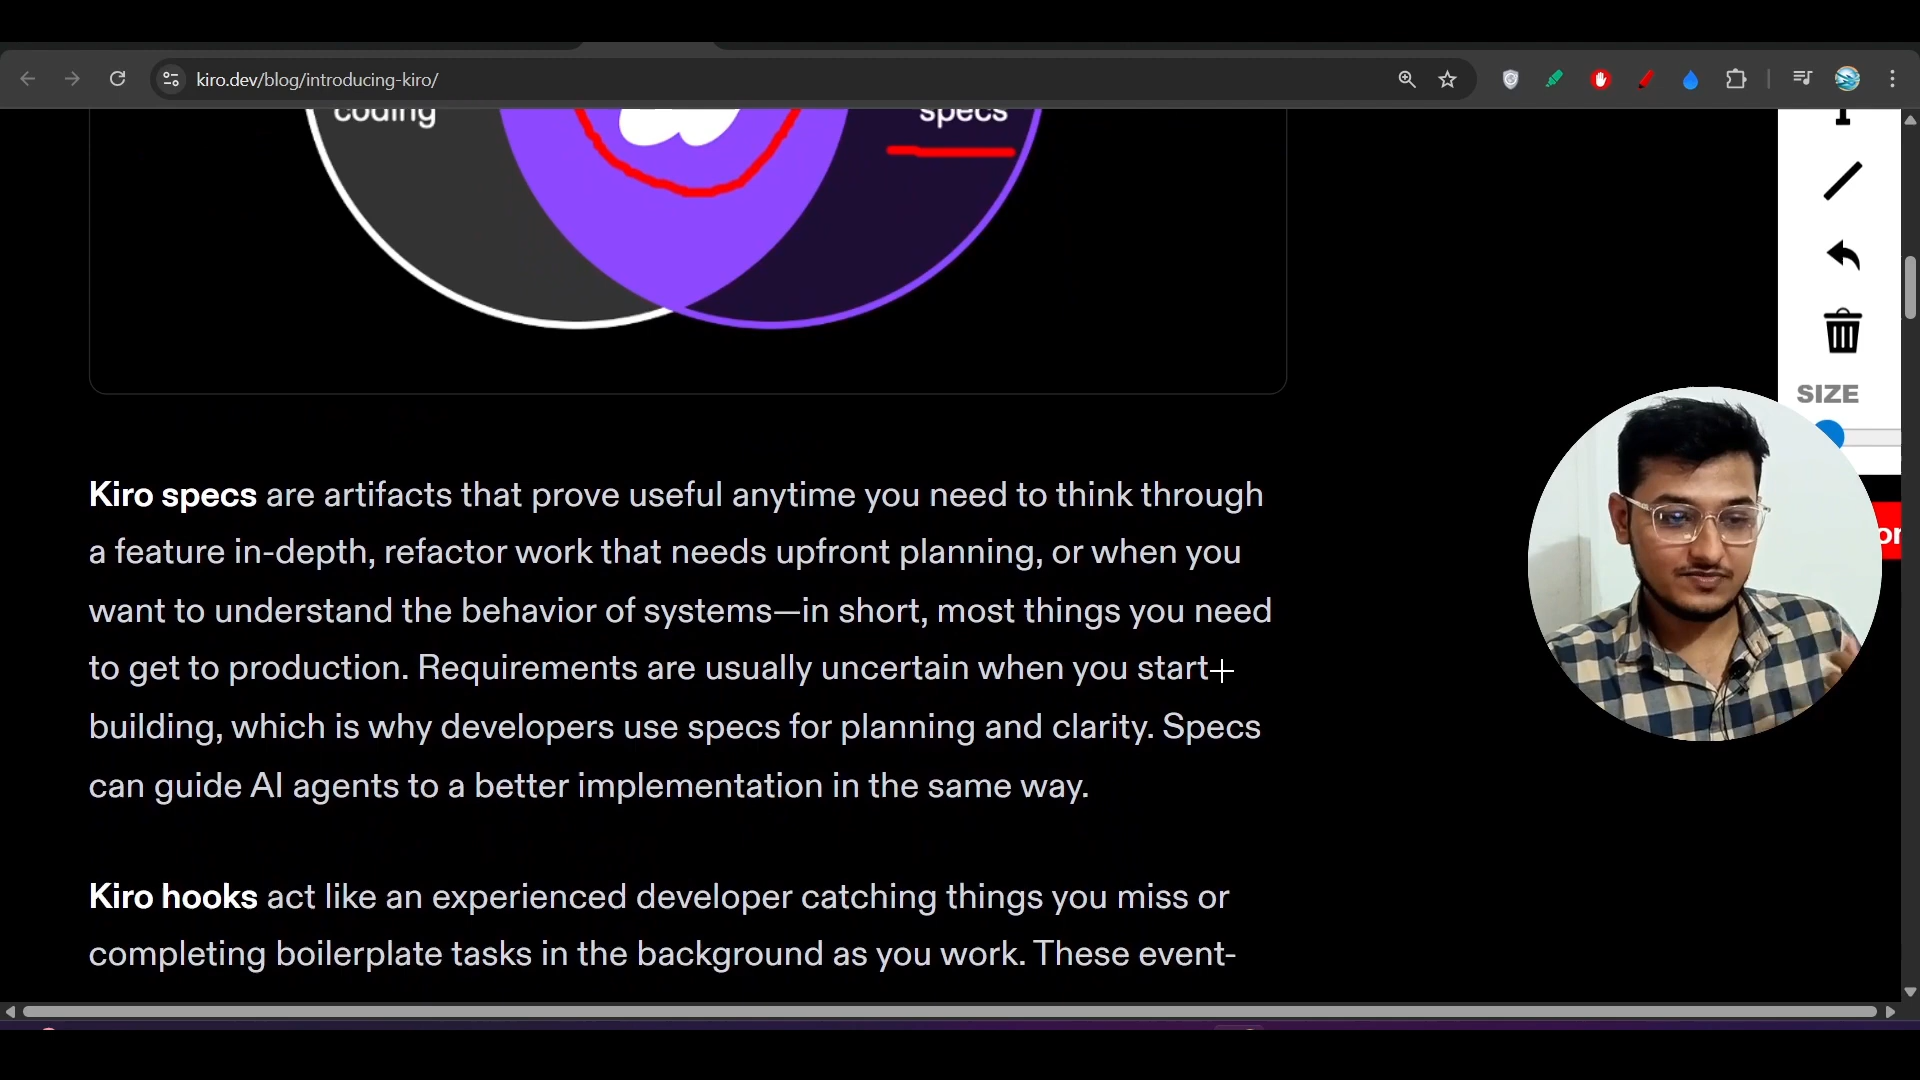 kiro.dev/blog/introducing-kiro/
coding
specs
SIZE
Kiro specs are artifacts that prove useful anytime you need to think through
a feature in-depth, refactor work that needs upfront planning, or when you
want to understand the behavior of systems—in short, most things you need
to get to production. Requirements are usually uncertain when you start
building, which is why developers use specs for planning and clarity. Specs
can guide AI agents to a better implementation in the same way.
Kiro hooks act like an experienced developer catching things you miss or
completing boilerplate tasks in the background as you work. These event-